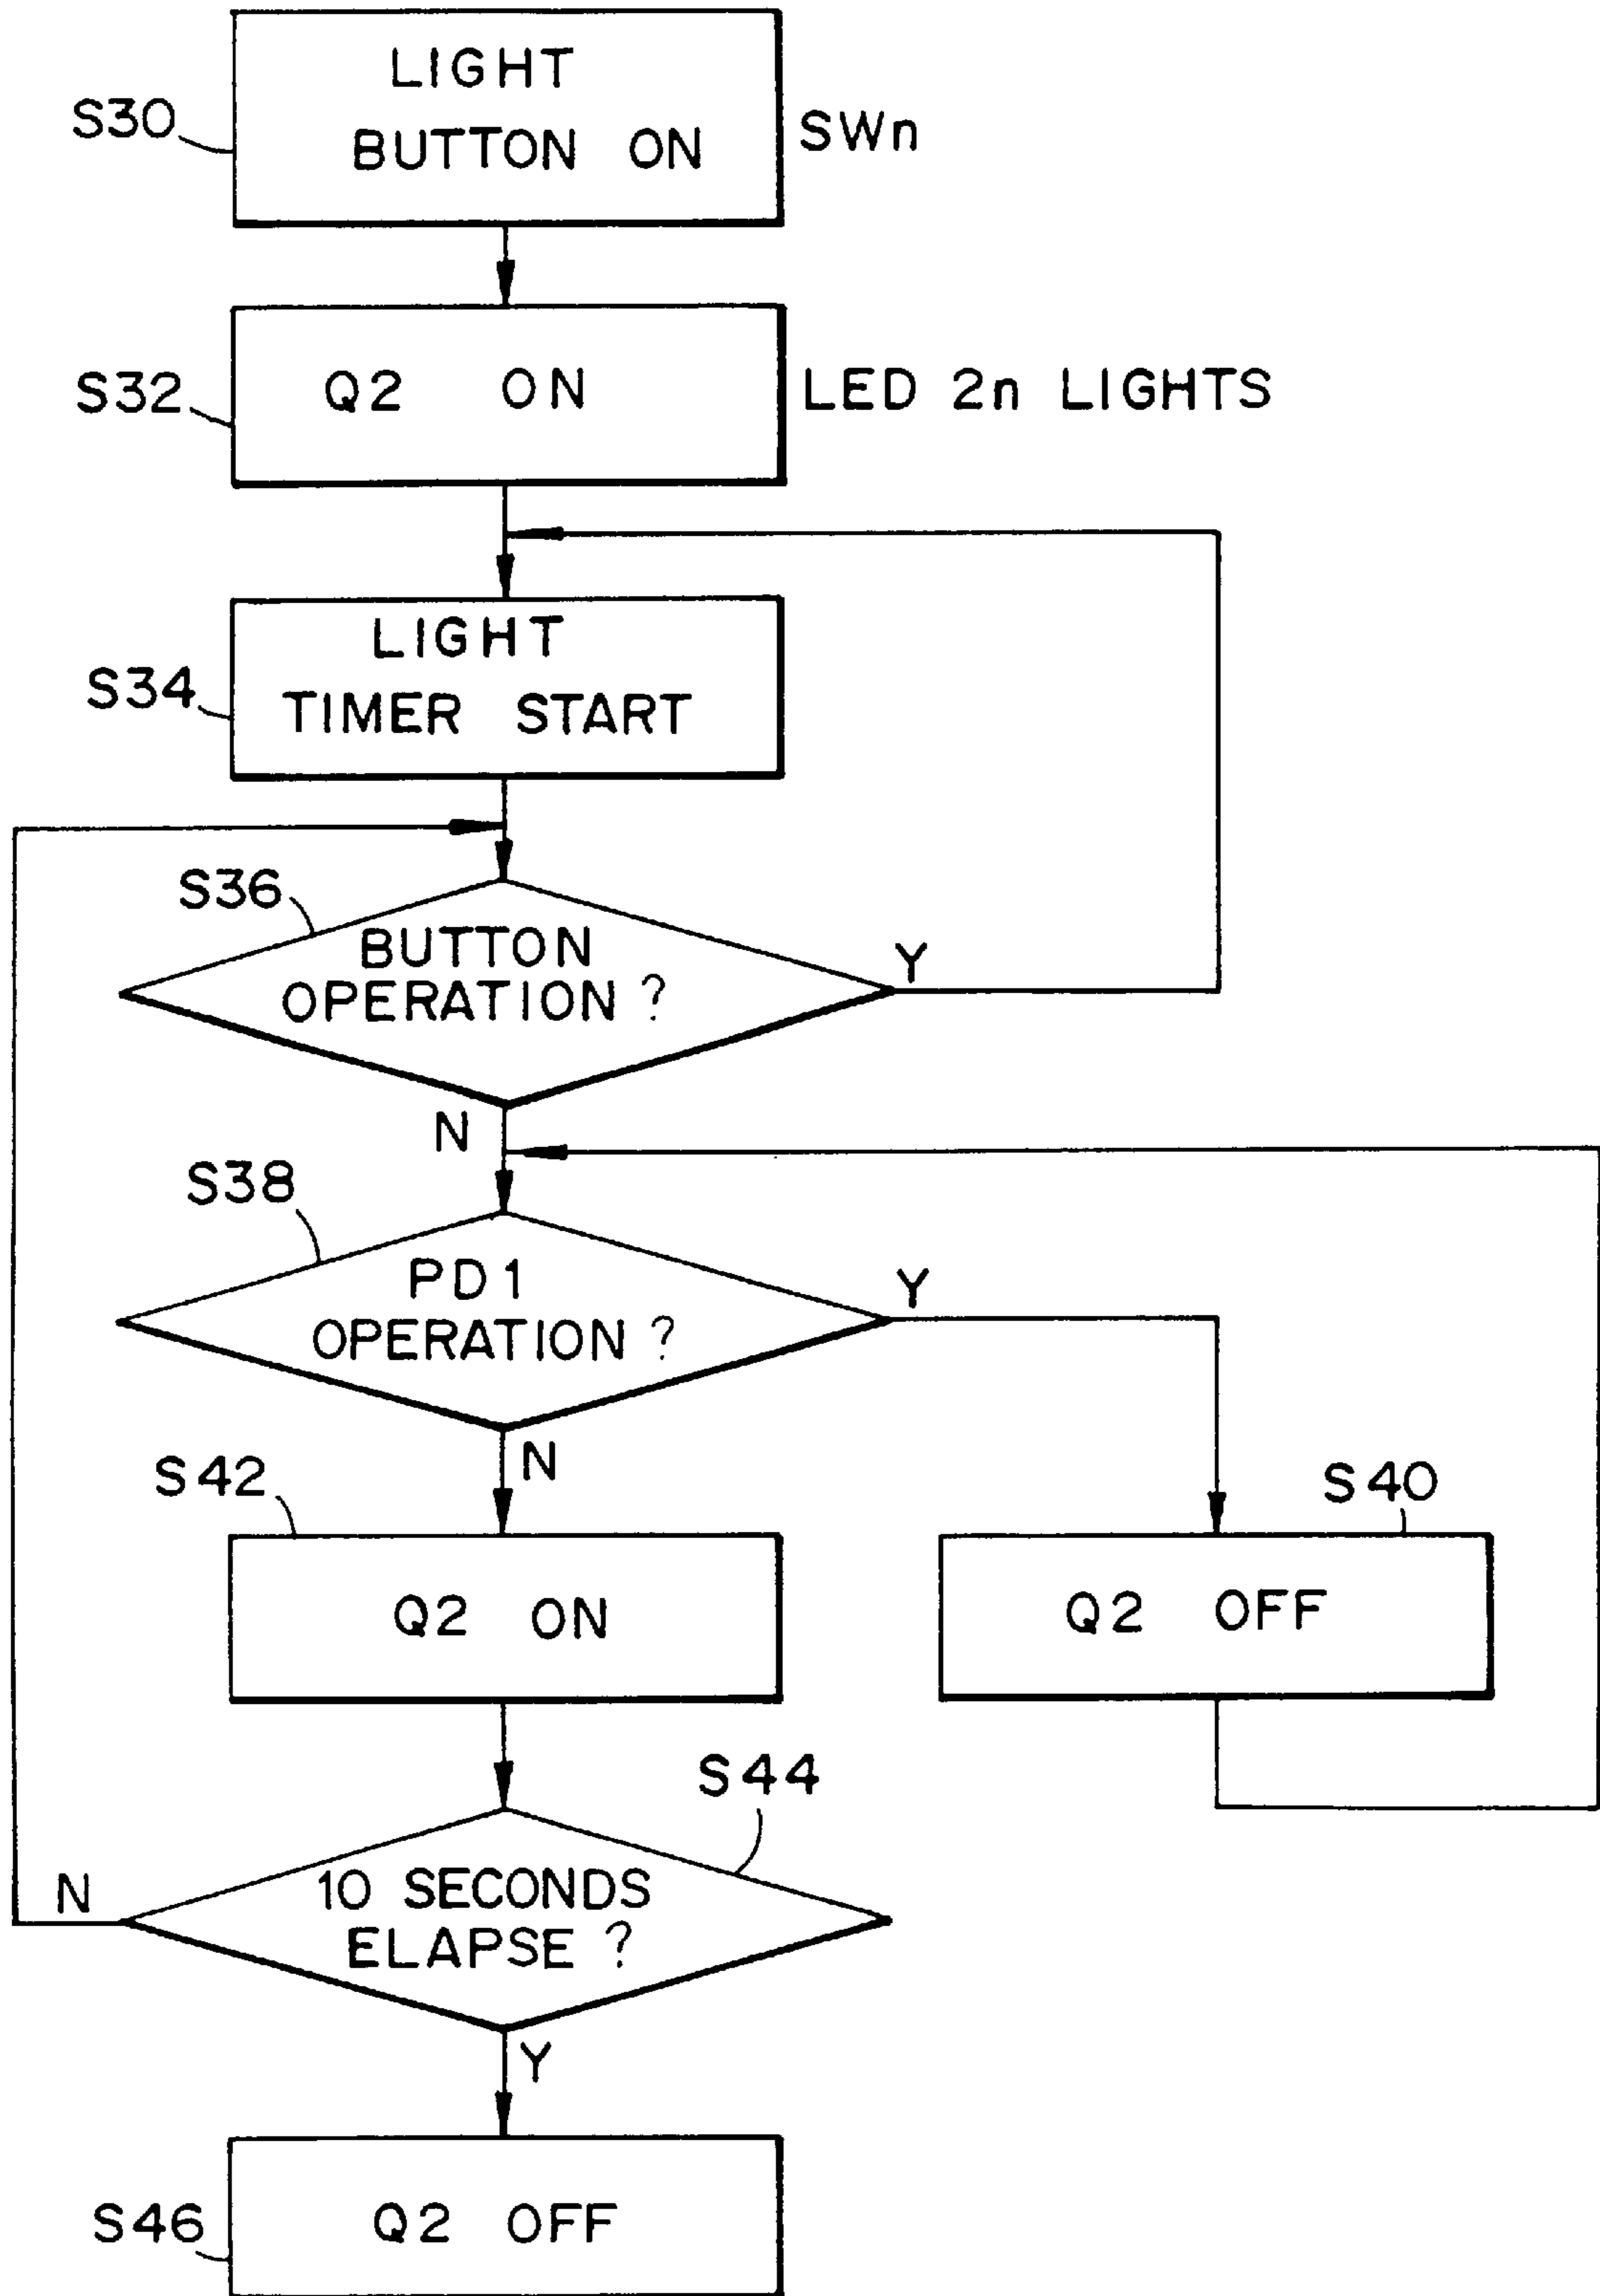 LIGHT
BUTTON ON
S30
SWn
Q2 ON
S32
LED 2n LIGHTS
LIGHT
TIMER START
S34
S36
BUTTON
OPERATION ?
Y
N
S38
PD1
OPERATION ?
Y
N
S42
Q2 ON
S40
Q2 OFF
S44
10 SECONDS
ELAPSE ?
N
Y
S46
Q2 OFF